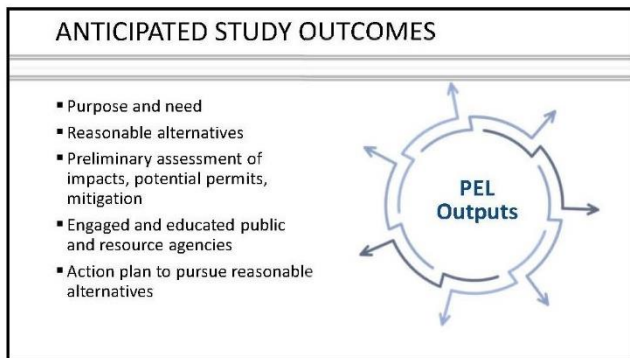 ANTICIPATED STUDY OUTCOMES
▪ Purpose and need
▪ Reasonable alternatives
▪ Preliminary assessment of
impacts, potential permits,
mitigation
▪ Engaged and educated public
and resource agencies
▪ Action plan to pursue reasonable
alternatives
PEL
Outputs